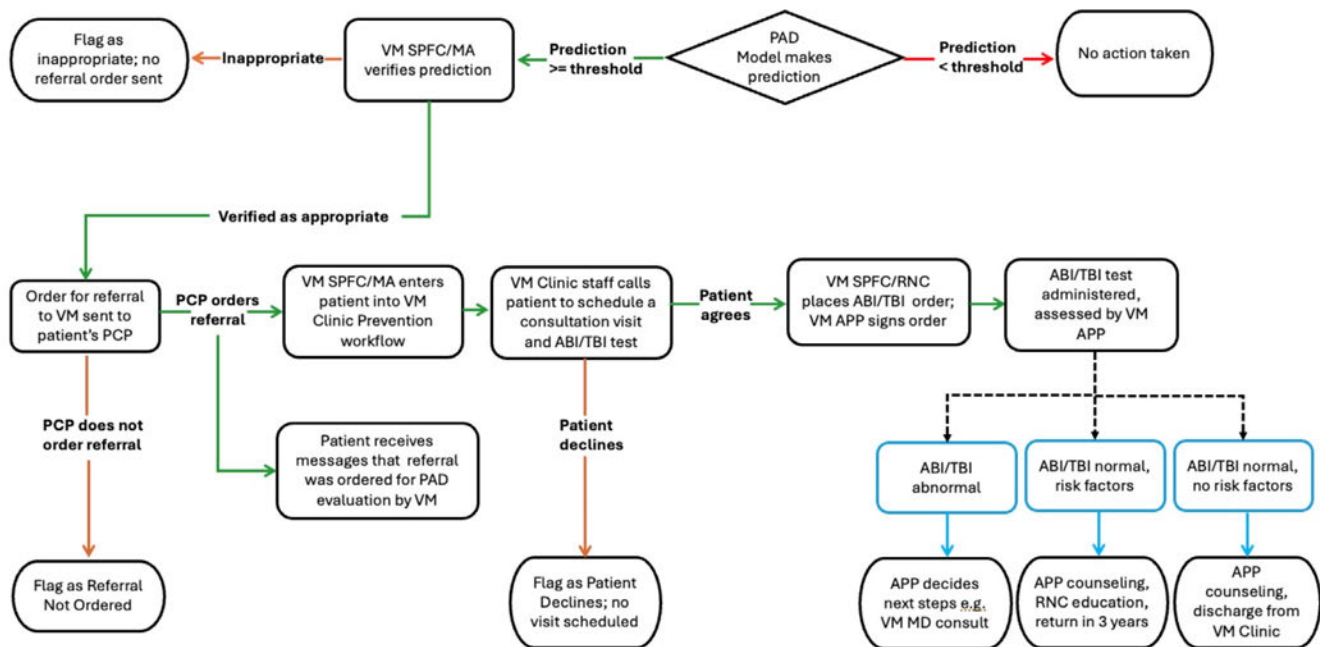 Flag as
inappropriate; no
referral order sent
Inappropriate
VM SPFC/MA
verifies prediction
Prediction
>= threshold
PAD
Model makes
prediction
Prediction
< threshold
No action taken
Verified as appropriate
Order for referral
to VM sent to
patient's PCP
PCP orders
referral
VM SPFC/MA enters
patient into VM
Clinic Prevention
workflow
VM Clinic staff calls
patient to schedule a
consultation visit
and ABI/TBI test
Patient
agrees
VM SPFC/RNC
places ABI/TBI order;
VM APP signs order
ABI/TBI test
administered,
assessed by VM
APP
PCP does not
order referral
Patient receives
messages that referral
was ordered for PAD
evaluation by VM
Patient
declines
ABI/TBI
abnormal
ABI/TBI normal,
risk factors
ABI/TBI normal,
no risk factors
Flag as Referral
Not Ordered
Flag as Patient
Declines; no
visit scheduled
APP decides
next steps e.g.
VM MD consult
APP counseling,
RNC education,
return in 3 years
APP
counseling,
discharge from
VM Clinic